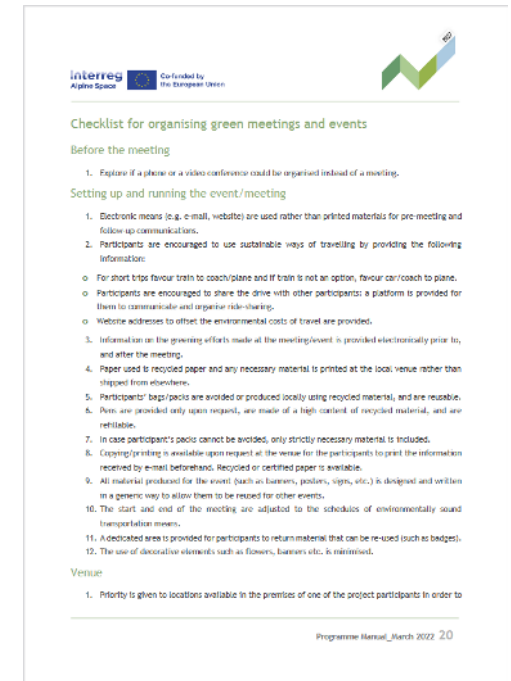 Interreg
Alpine Space
Co-funded by
the European Union
Checklist for organising green meetings and events
Before the meeting
1. Explore if a phone or a video conference could be organised instead of a meeting.
Setting up and running the event/meeting
1. Electronic means (e.g. e-mail, website) are used rather than printed materials for pre-meeting and
follow-up communications.
2. Participants are encouraged to use sustainable ways of travelling by providing the following
information:
o For short trips favour train to coach/plane and if train is not an option, favour car/coach to plane.
o Participants are encouraged to share the drive with other participants: a platform is provided for
them to communicate and organise ride-sharing.
o Website addresses to offset the environmental costs of travel are provided.
3. Information on the greening efforts made at the meeting/event is provided electronically prior to,
and after the meeting.
4. Paper used is recycled paper and any necessary material is printed at the local venue rather than
shipped from elsewhere.
5. Participants' bags/packs are avoided or produced locally using recycled material, and are reusable.
6. Pens are provided only upon request, are made of a high content of recycled material, and are
refillable.
7. In case participant's packs cannot be avoided, only strictly necessary material is included.
8. Copying/printing is available upon request at the venue for the participants to print the information
received by e-mail beforehand. Recycled or certified paper is available.
9. All material produced for the event (such as banners, posters, signs, etc.) is designed and written
in a generic way to allow them to be reused for other events.
10. The start and end of the meeting are adjusted to the schedules of environmentally sound
transportation means.
11. A dedicated area is provided for participants to return material that can be re-used (such as badges).
12. The use of decorative elements such as flowers, banners etc. is minimised.
Venue
1. Priority is given to locations available in the premises of one of the project participants in order to
Programme Manual_March 2022 20